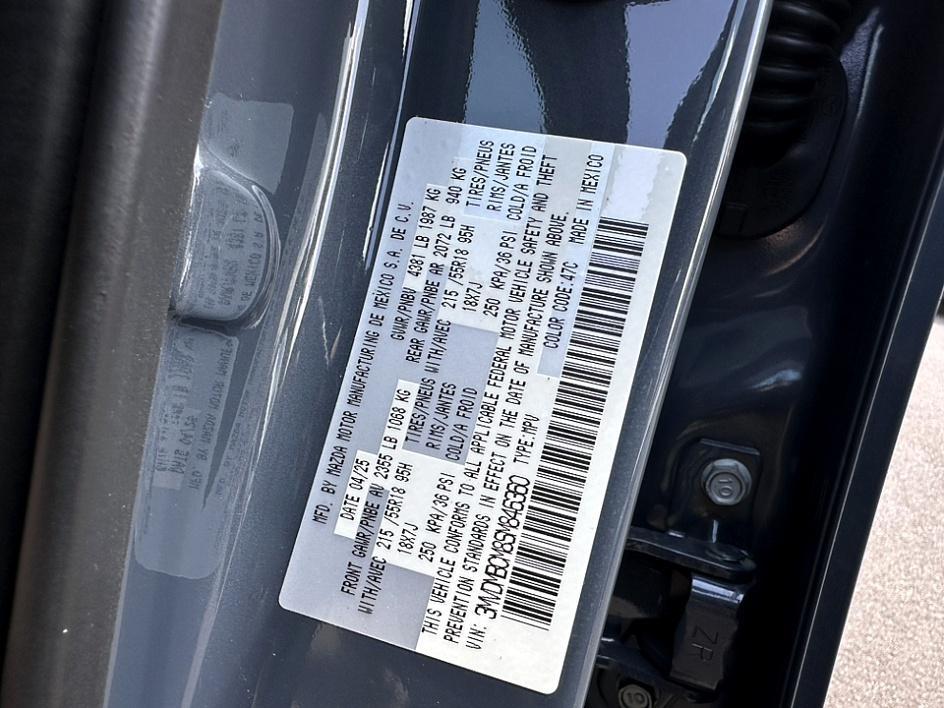 MFD. BY MAZDA MOTOR MANUFACTURING DE MEXICO S.A. DE C.V.
DATE 04/25 GVWR/PNBV 4381 LB 1987 KG
FRONT GAWR/PNBE AV 2355 LB 1068 KG REAR GAWR/PNBE AR 2072 LB 940 KG
WITH/AVEC 215 /55R18 95H TIRES/PNEUS WITH/AVEC 215 /55R18 95H TIRES/PNEUS
18X7J RIMS/JANTES 18X7J RIMS/JANTES
250 KPA/36 PSI COLD/A FROID 250 KPA/36 PSI COLD/A FROID
THIS VEHICLE CONFORMS TO ALL APPLICABLE FEDERAL MOTOR VEHICLE SAFETY AND THEFT
PREVENTION STANDARDS IN EFFECT ON THE DATE OF MANUFACTURE SHOWN ABOVE.
VIN: 3MVDMBCM8SM846360 TYPE:MPV COLOR CODE:47C MADE IN MEXICO
10
ZR
10